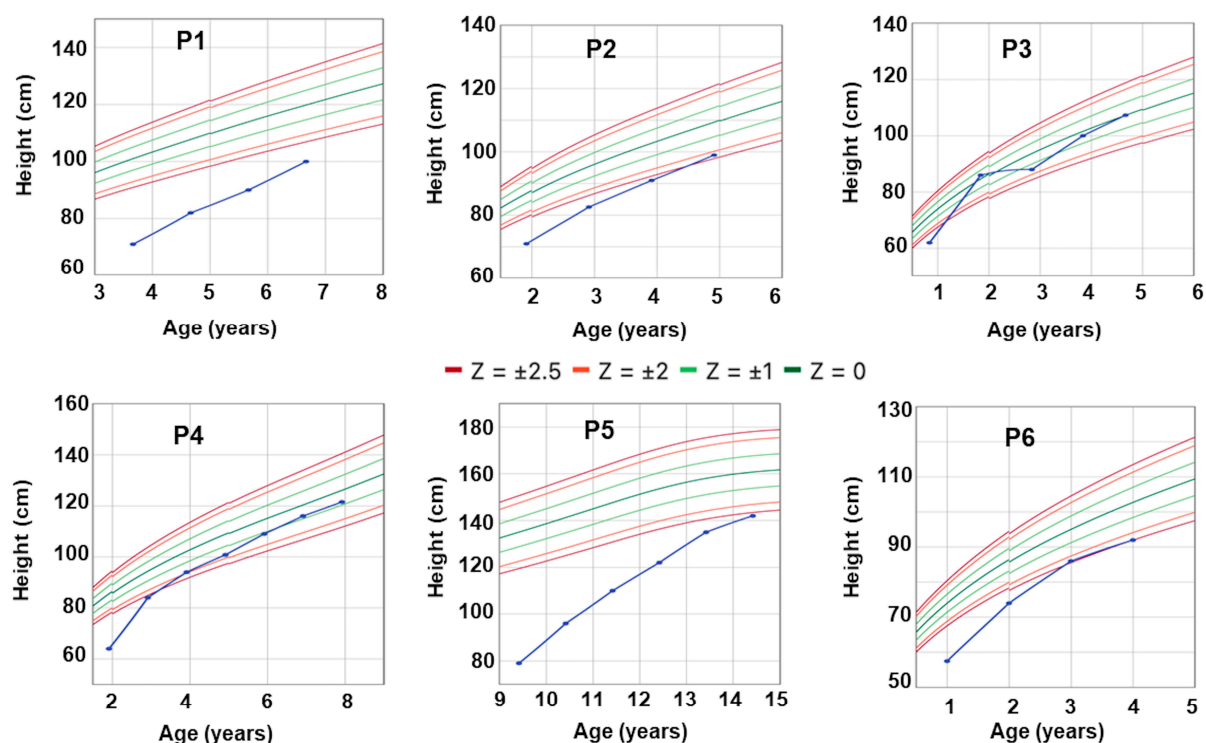 P1
Height (cm)
140
120
100
80
60
3 4 5 6 7 8
Age (years)
P2
Height (cm)
140
120
100
80
60
2 3 4 5 6
Age (years)
P3
Height (cm)
140
120
100
80
60
1 2 3 4 5 6
Age (years)
Z = ±2.5 Z = ±2 Z = ±1 Z = 0
P4
Height (cm)
160
140
120
100
80
60
2 4 6 8
Age (years)
P5
Height (cm)
180
160
140
120
100
80
9 10 11 12 13 14 15
Age (years)
P6
Height (cm)
130
110
90
70
50
1 2 3 4 5
Age (years)